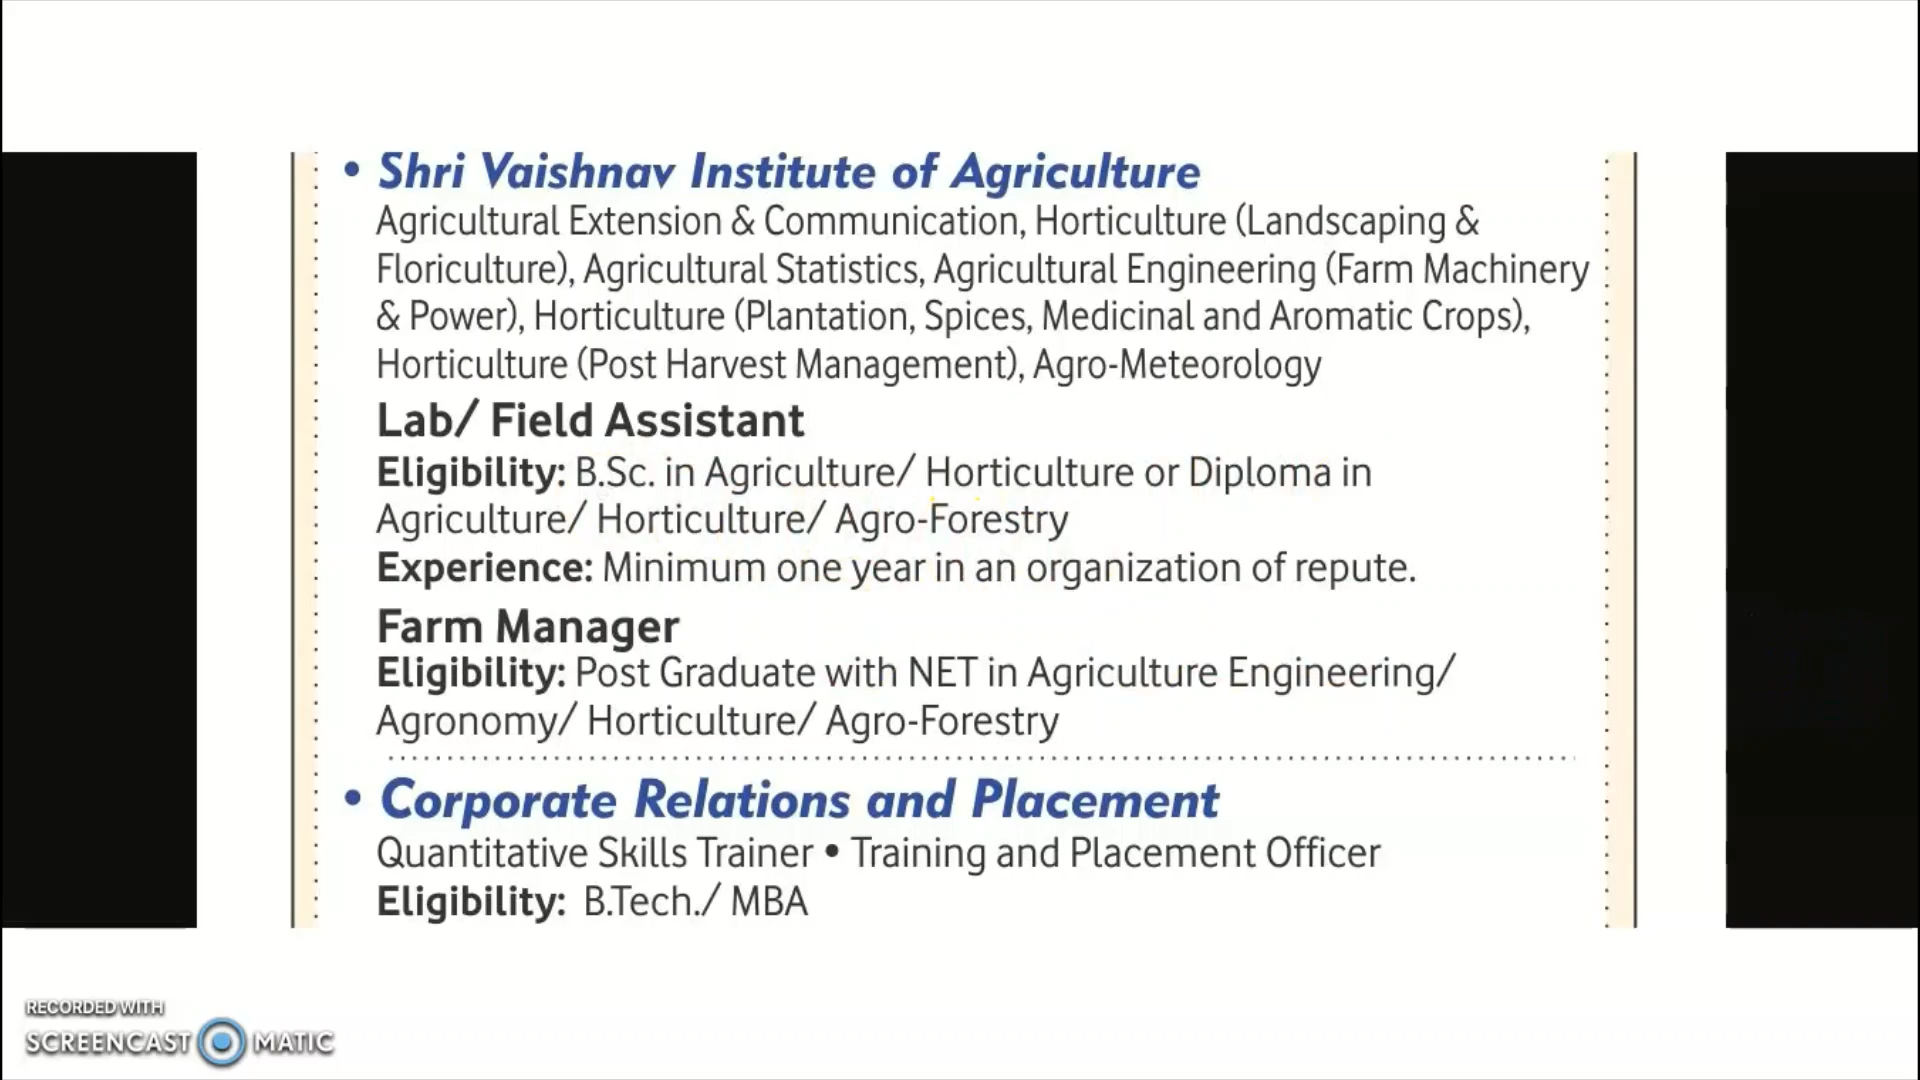 • Shri Vaishnav Institute of Agriculture
Agricultural Extension & Communication, Horticulture (Landscaping &
Floriculture), Agricultural Statistics, Agricultural Engineering (Farm Machinery
& Power), Horticulture (Plantation, Spices, Medicinal and Aromatic Crops),
Horticulture (Post Harvest Management), Agro-Meteorology
Lab/ Field Assistant
Eligibility: B.Sc. in Agriculture/ Horticulture or Diploma in
Agriculture/ Horticulture/ Agro-Forestry
Experience: Minimum one year in an organization of repute.
Farm Manager
Eligibility: Post Graduate with NET in Agriculture Engineering/
Agronomy/ Horticulture/ Agro-Forestry
• Corporate Relations and Placement
Quantitative Skills Trainer • Training and Placement Officer
Eligibility: B.Tech./ MBA
RECORDED WITH
SCREENCAST MATIC